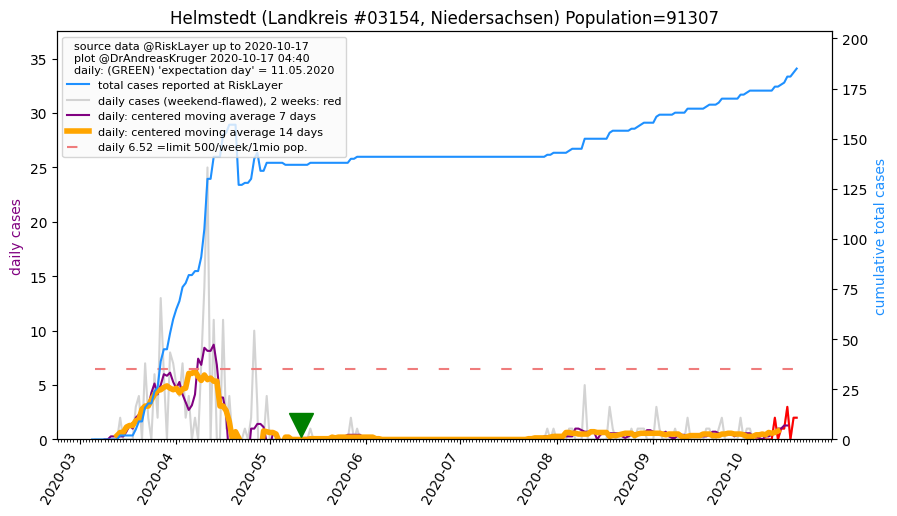 Helmstedt (Landkreis #03154, Niedersachsen) Population=91307
source data @RiskLayer up to 2020-10-17
plot @DrAndreasKruger 2020-10-17 04:40
daily: (GREEN) 'expectation day' = 11.05.2020
total cases reported at RiskLayer
daily cases (weekend-flawed), 2 weeks: red
daily: centered moving average 7 days
daily: centered moving average 14 days
daily 6.52 =limit 500/week/1mio pop.
daily cases
35
30
25
20
15
10
5
0
cumulative total cases
200
175
150
125
100
75
50
25
0
2020-03
2020-04
2020-05
2020-06
2020-07
2020-08
2020-09
2020-10